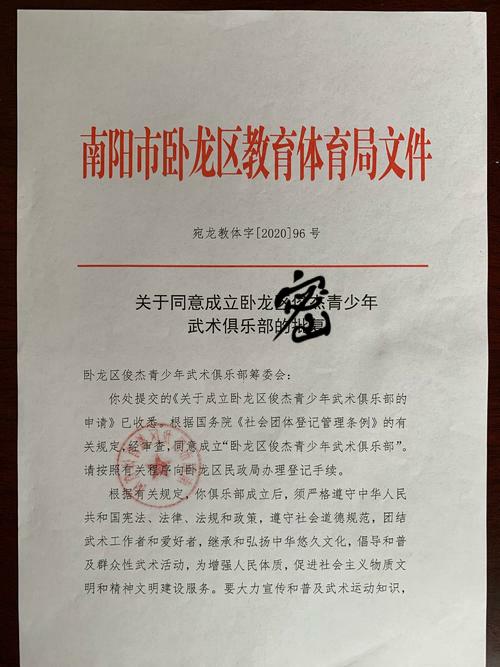 南阳市卧龙区教育体育局文件
宛龙教体字[2020]96 号
关于同意成立卧龙区俊杰青少年
武术俱乐部的批复
密
卧龙区俊杰青少年武术俱乐部筹委会：
你处提交的《关于成立卧龙区俊杰青少年武术俱乐部的
申请》已收悉。根据国务院《社会团体登记管理条例》的有
关规定，经审查，同意成立“卧龙区俊杰青少年武术俱乐部”。
请按照有关程序向卧龙区民政局办理登记手续。
根据有关规定，你俱乐部成立后，须严格遵守中华人民
共和国宪法、法律、法规和政策，遵守社会道德规范，团结
武术工作者和爱好者，继承和弘扬中华悠久文化，倡导和普
及群众性武术活动，为增强人民体质，促进社会主义物质文
明和精神文明建设服务。要大力宣传和普及武术运动知识，